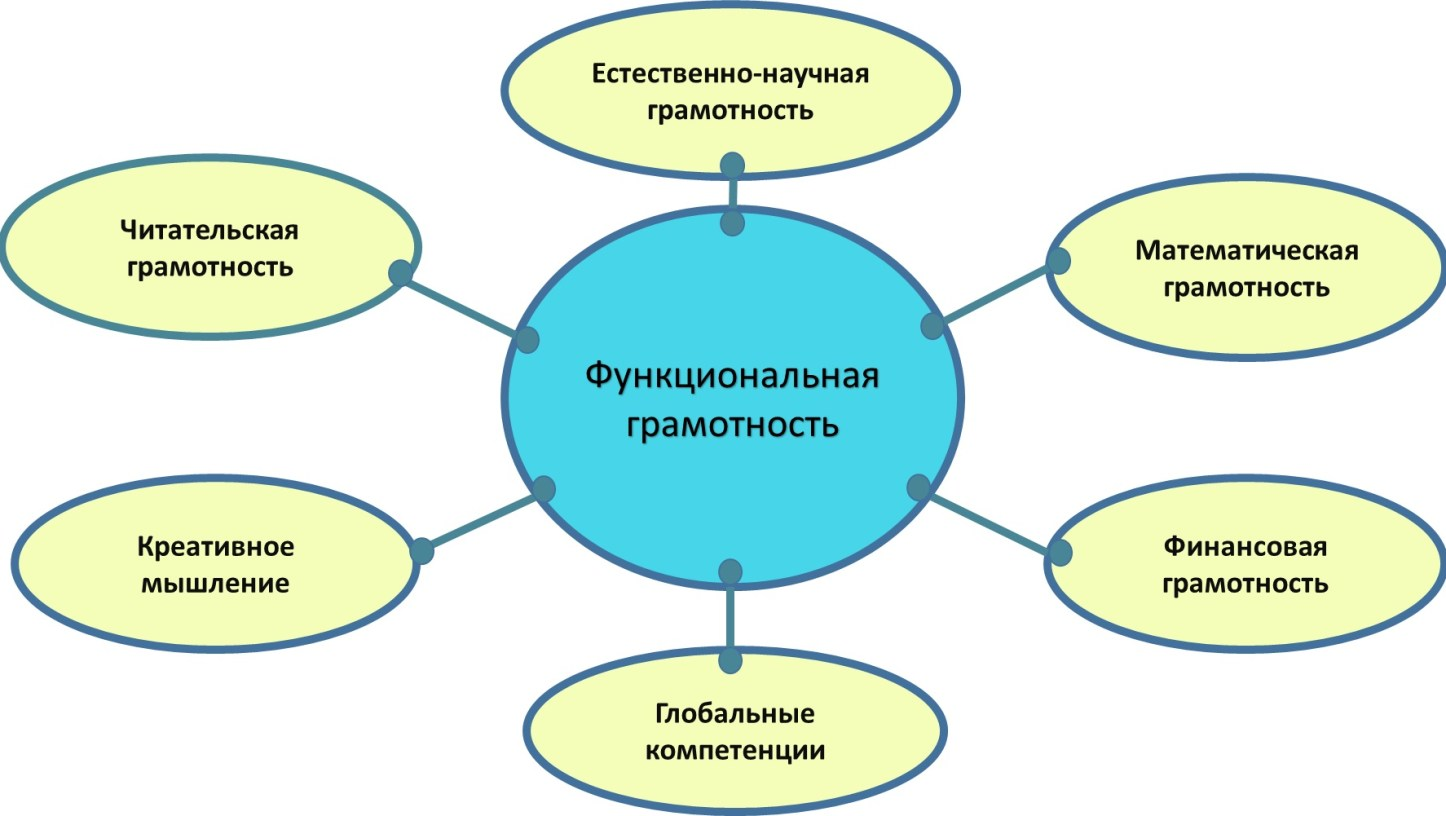 Естественно-научная
грамотность
Читательская
грамотность
Математическая
грамотность
Функциональная
грамотность
Креативное
мышление
Финансовая
грамотность
Глобальные
компетенции